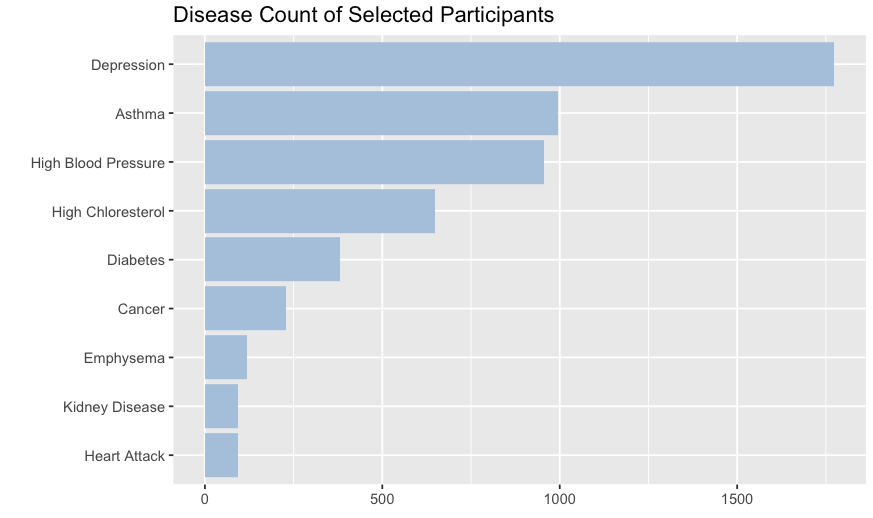 Disease Count of Selected Participants
Depression
Asthma
High Blood Pressure
High Chloresterol
Diabetes
Cancer
Emphysema
Kidney Disease
Heart Attack
0 500 1000 1500